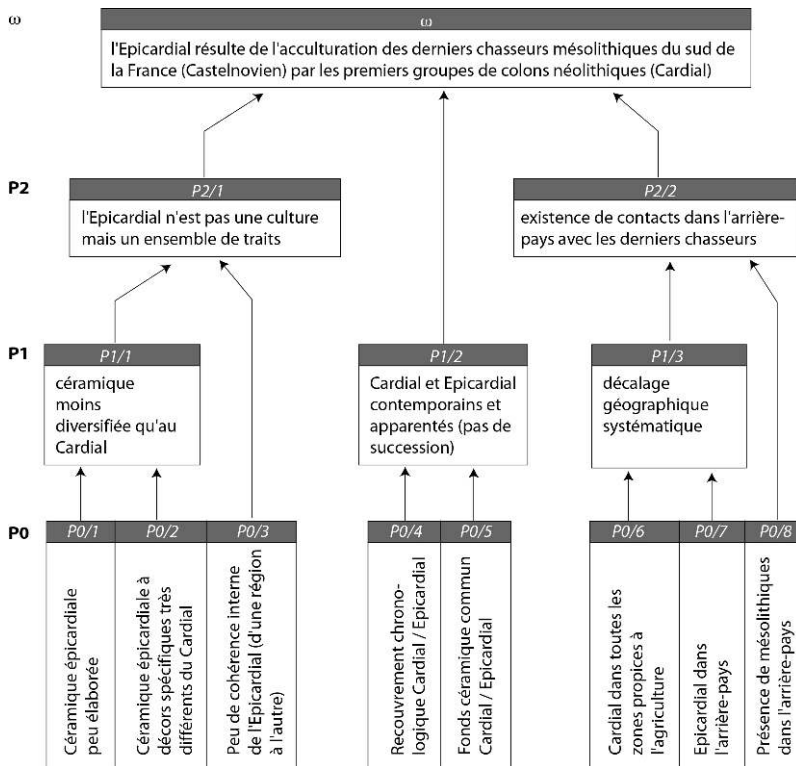 ω
ω
l'Epicardial résulte de l'acculturation des derniers chasseurs mésolithiques du sud de
la France (Castelnovien) par les premiers groupes de colons néolithiques (Cardial)
P2
P2/1
l'Epicardial n'est pas une culture
mais un ensemble de traits
P2/2
existence de contacts dans l'arrière-
pays avec les derniers chasseurs
P1
P1/1
céramique
moins
diversifiée qu'au
Cardial
P1/2
Cardial et Epicardial
contemporains et
apparentés (pas de
succession)
P1/3
décalage
géographique
systématique
P0
P0/1
Céramique épicardiale
peu élaborée
P0/2
Céramique épicardiale à
décors spécifiques très
différents du Cardial
P0/3
Peu de cohérence interne
de l'Epicardial (d'une région
à l'autre)
P0/4
Recouvrement chrono-
logique Cardial / Epicardial
P0/5
Fonds céramique commun
Cardial / Epicardial
P0/6
Cardial dans toutes les
zones propices à
l'agriculture
P0/7
Epicardial dans
l'arrière-pays
P0/8
Présence de mésolithiques
dans l'arrière-pays